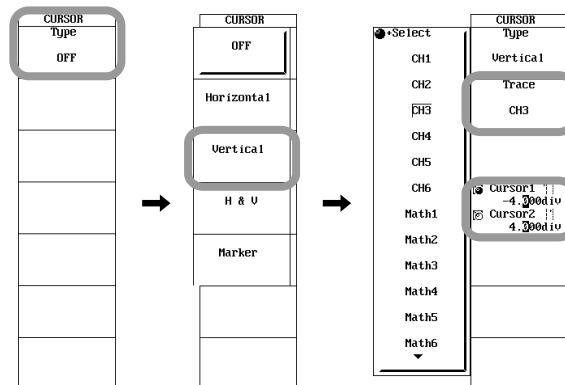 CURSOR
Type
OFF
CURSOR
OFF
Horizontal
Vertical
H & V
Marker
+Select
CH1
CH2
CH3
CH4
CH5
CH6
Math1
Math2
Math3
Math4
Math5
Math6
CURSOR
Type
Vertical
Trace
CH3
Cursor1
-4.000div
Cursor2
4.000div